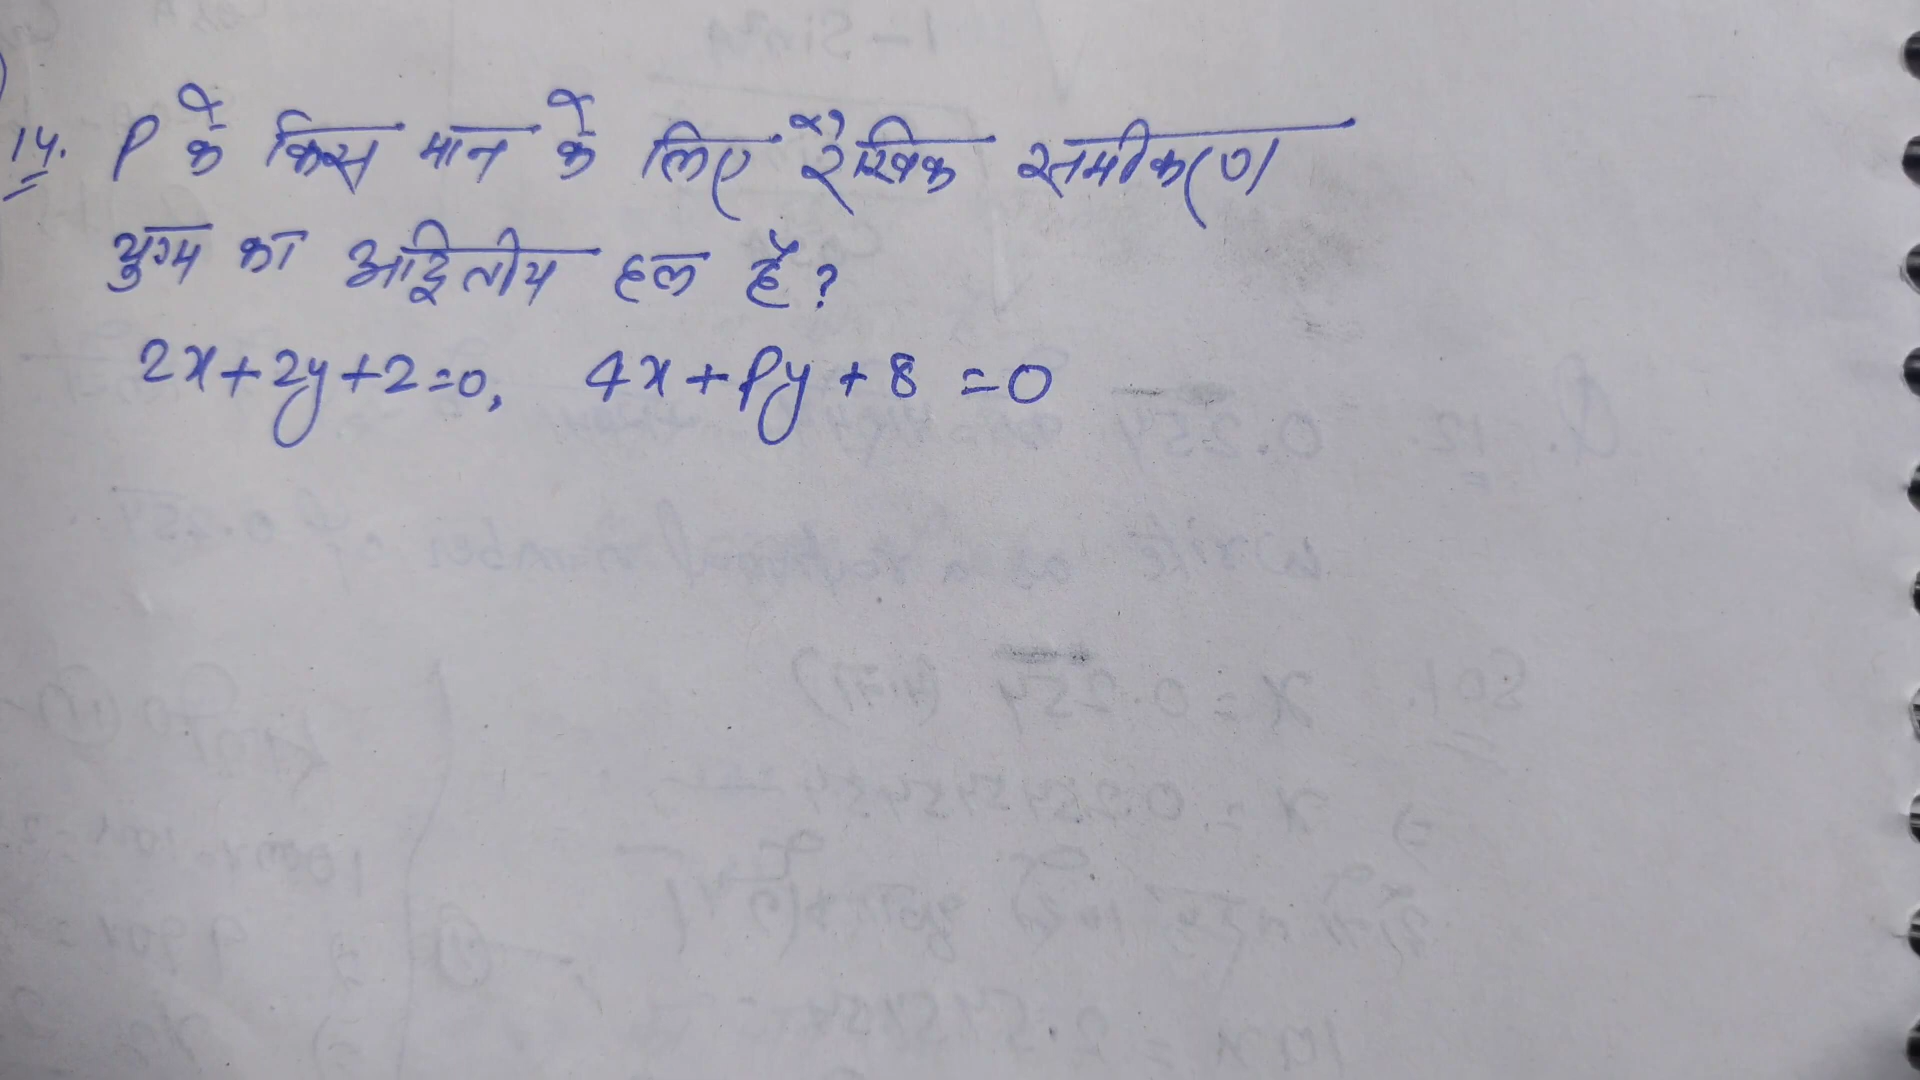 14. P के किस मान के लिए रैखिक समीकरण
युग्म का अद्वितीय हल है?
2x+2y+2=0, 4x+Py+8=0